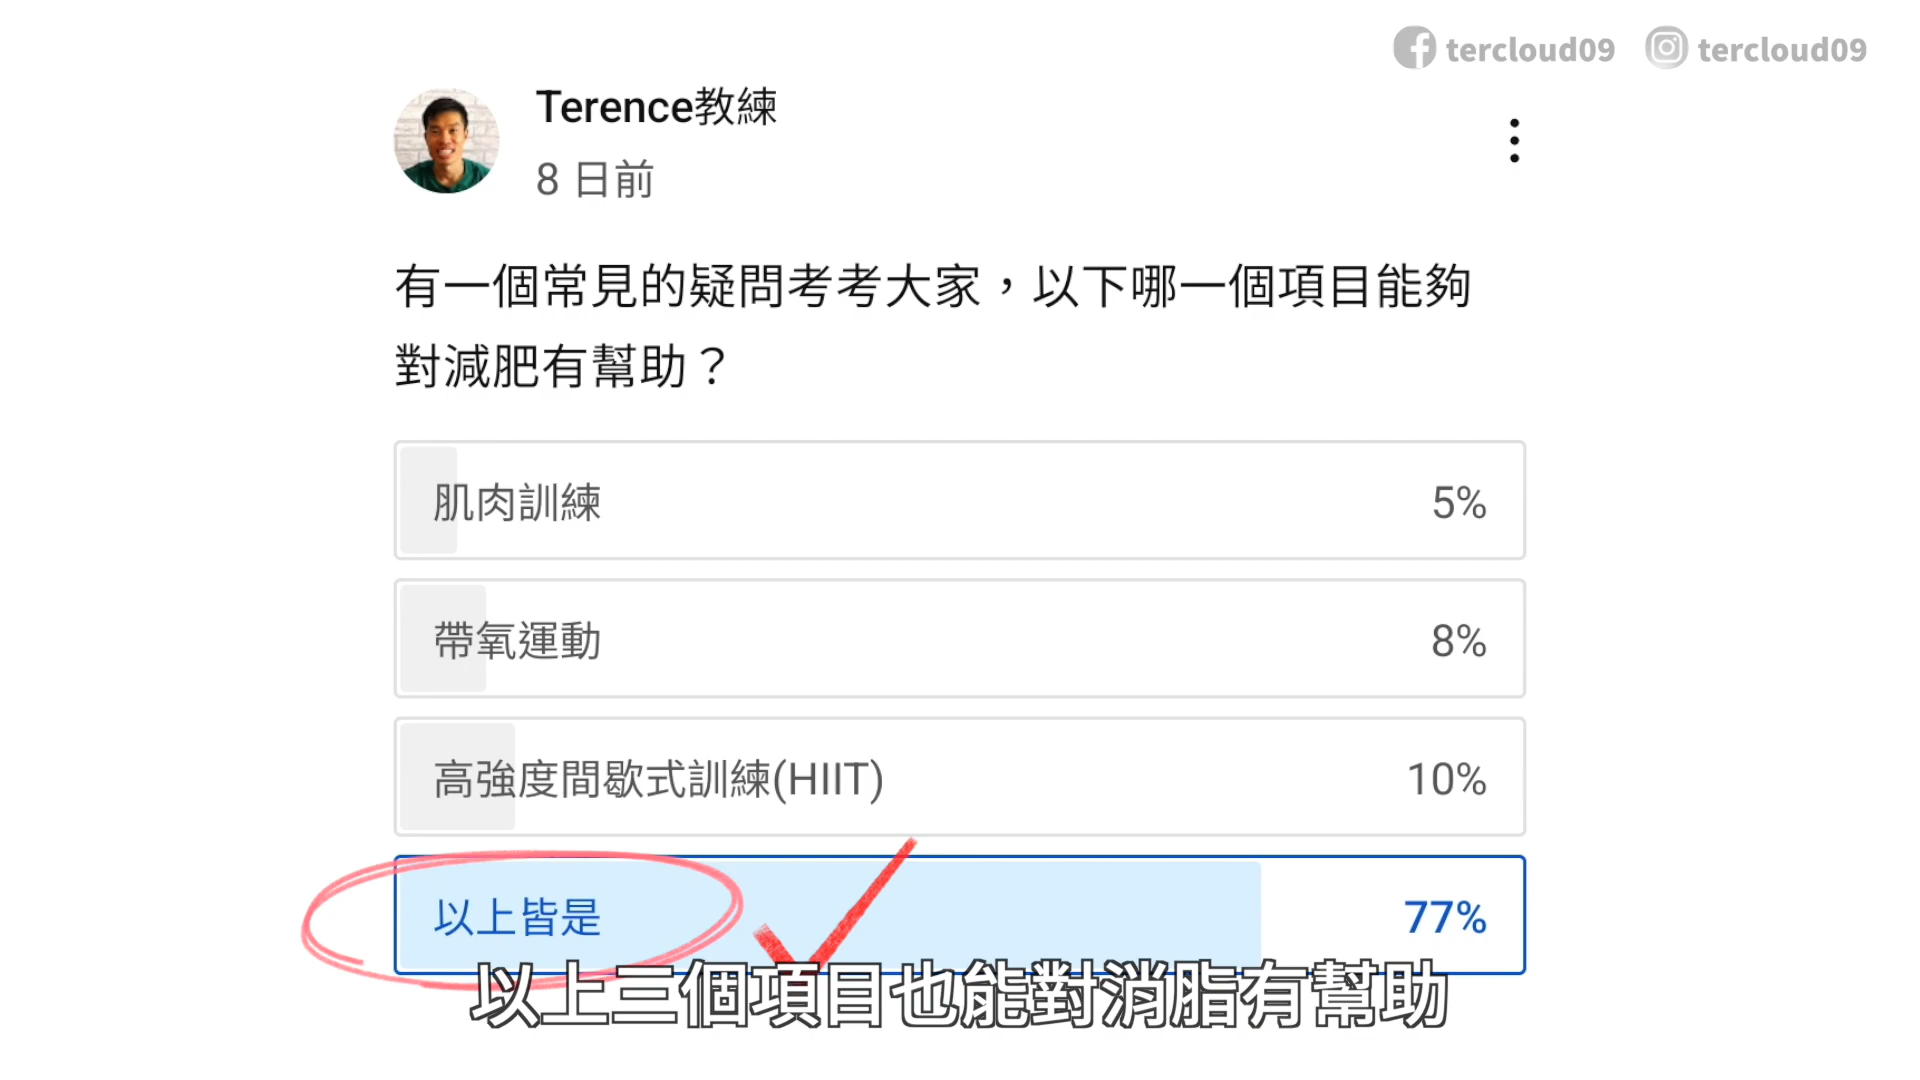 tercloud09 tercloud09
Terence教練
8 日前
有一個常見的疑問考考大家，以下哪一個項目能夠
對減肥有幫助？
肌肉訓練 5%
帶氧運動 8%
高強度間歇式訓練(HIIT) 10%
以上皆是 77%
以上三個項目也能對消脂有幫助